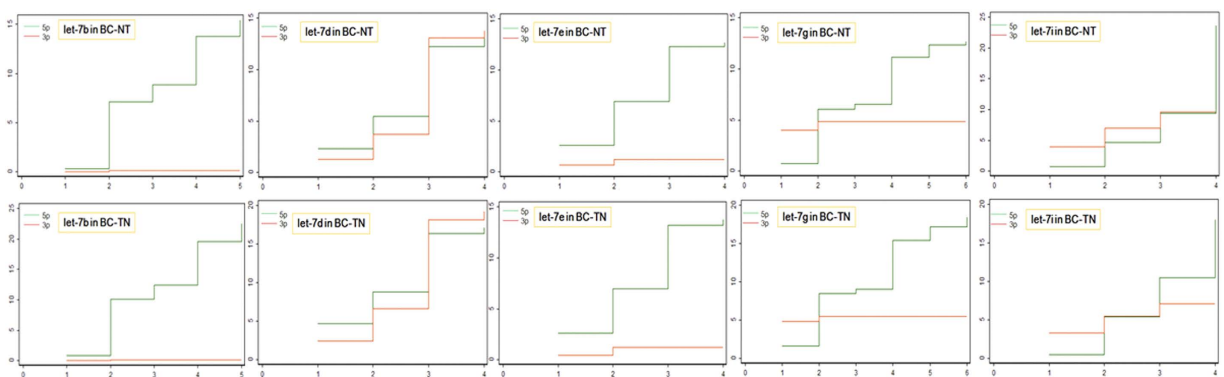 5p
3p
let-7b in BC-NT
15
10
5
0
0 1 2 3 4 5
5p
3p
let-7d in BC-NT
15
10
5
0
0 1 2 3 4
5p
3p
let-7e in BC-NT
15
10
5
0
0 1 2 3 4
5p
3p
let-7g in BC-NT
15
10
5
0
0 1 2 3 4 5 6
5p
3p
let-7i in BC-NT
25
20
15
10
5
0
0 1 2 3 4
5p
3p
let-7b in BC-TN
25
20
15
10
5
0
0 1 2 3 4 5
5p
3p
let-7d in BC-TN
20
15
10
5
0
0 1 2 3 4
5p
3p
let-7e in BC-TN
15
10
5
0
0 1 2 3 4
5p
3p
let-7g in BC-TN
20
15
10
5
0
0 1 2 3 4 5 6
5p
3p
let-7i in BC-TN
20
15
10
5
0
0 1 2 3 4